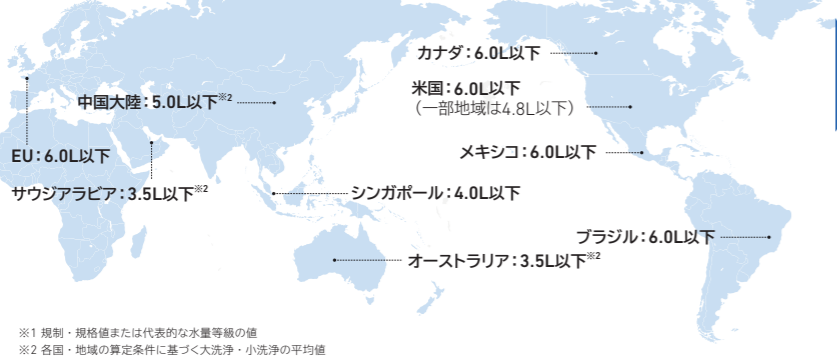 カナダ：6.0L以下
米国：6.0L以下
（一部地域は4.8L以下）
中国大陸：5.0L以下※2
EU：6.0L以下
メキシコ：6.0L以下
サウジアラビア：3.5L以下※2
シンガポール：4.0L以下
ブラジル：6.0L以下
オーストラリア：3.5L以下※2
※1 規制・規格値または代表的な水量等級の値
※2 各国・地域の算定条件に基づく大洗浄・小洗浄の平均値